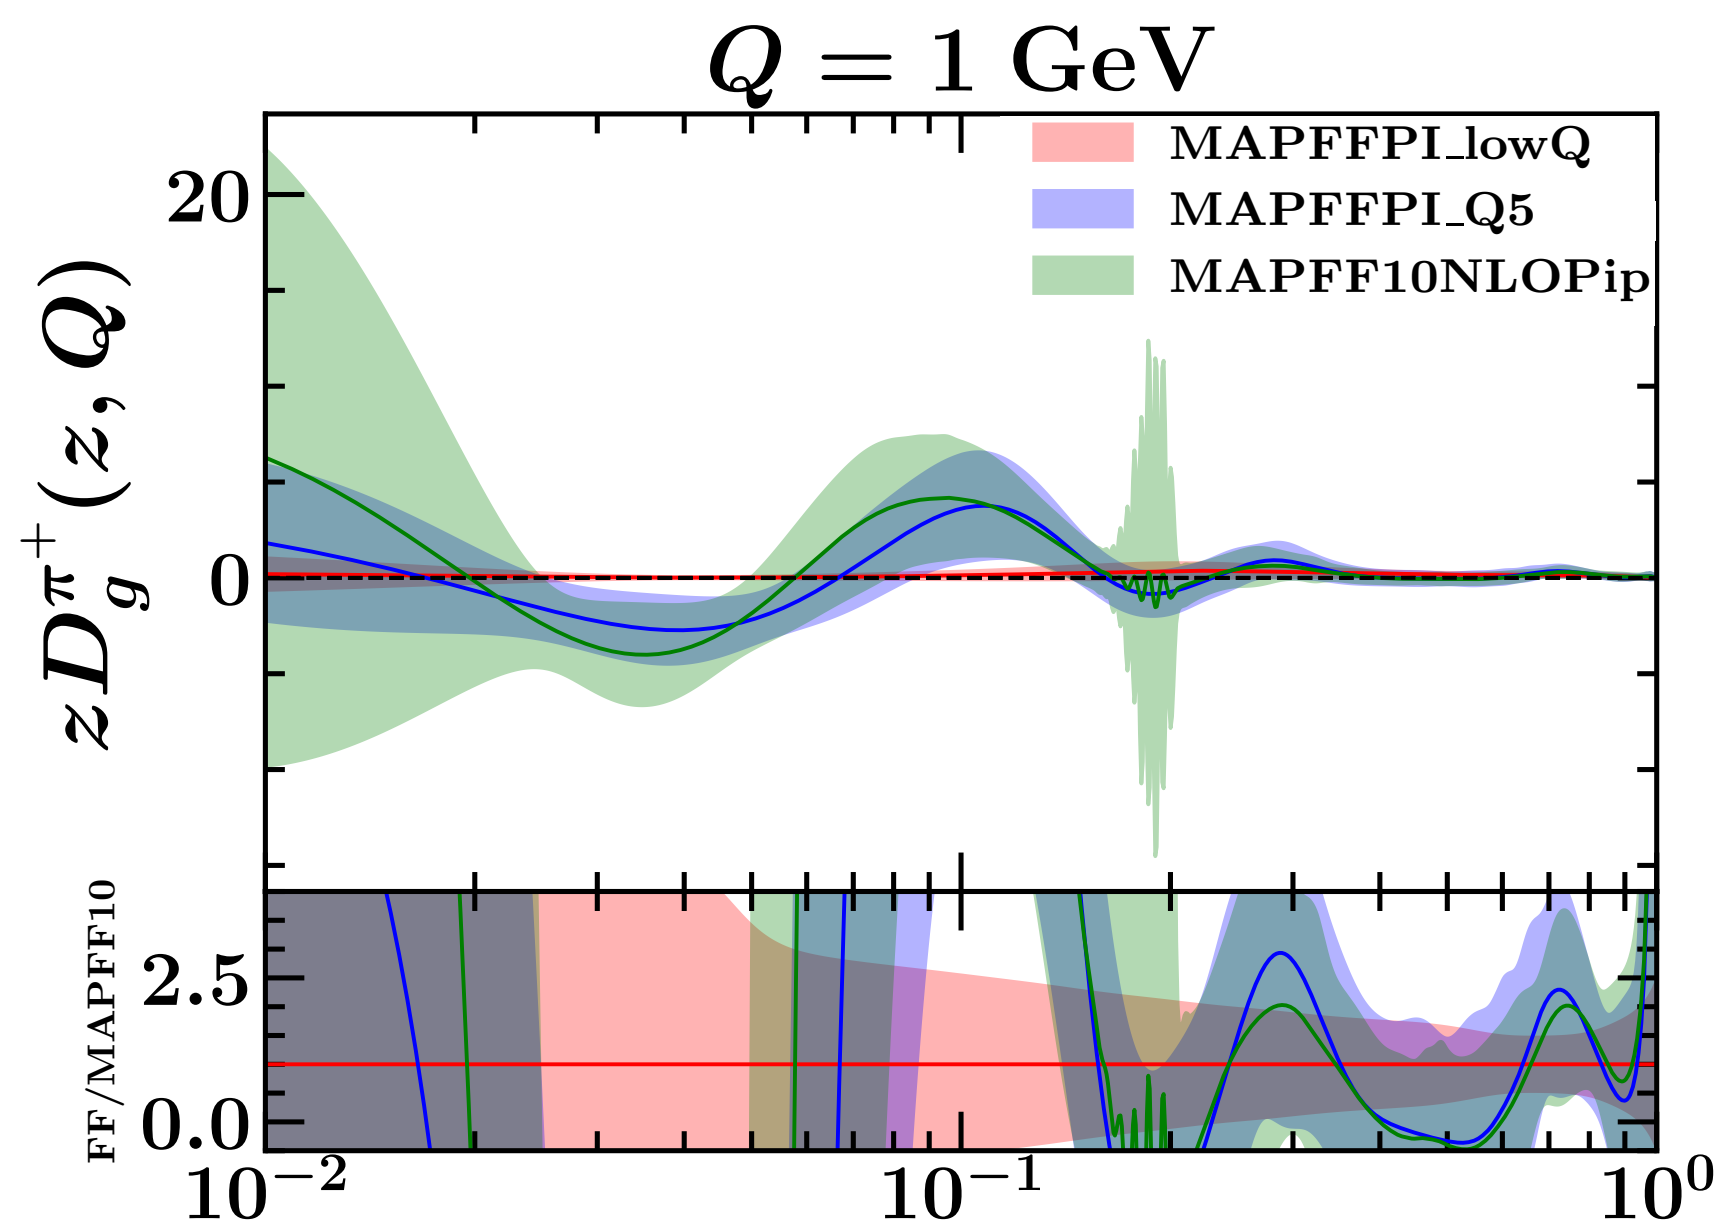 Q = 1 GeV
MAPFFPI_lowQ
MAPFFPI_Q5
MAPFF10NLOPip
20
0
zD_g^{π^+}(z, Q)
2.5
0.0
FF/MAPFF10
10^{−2}
10^{−1}
10^{0}